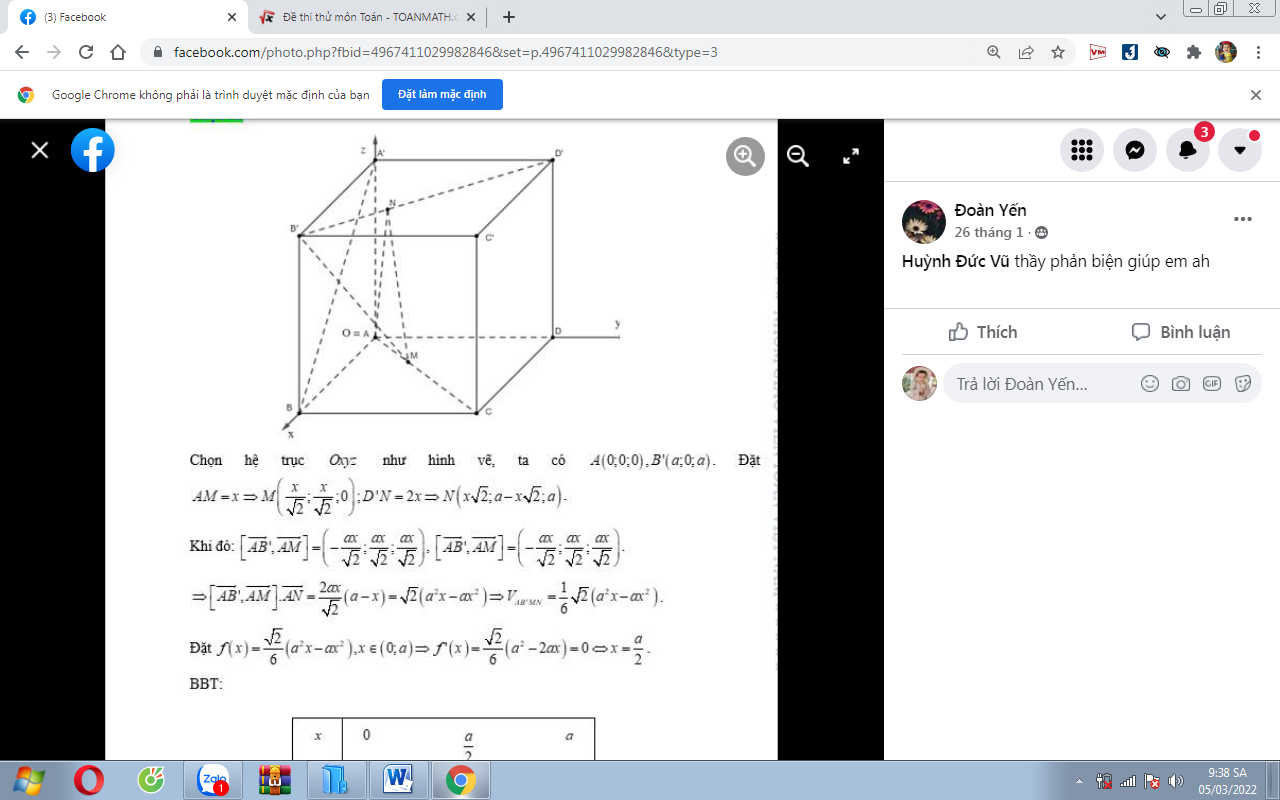 (3) Facebook
Đề thi thử môn Toán - TOANMATH.c
facebook.com/photo.php?fbid=4967411029982846&set=p.4967411029982846&type=3
Google Chrome không phải là trình duyệt mặc định của bạn
Đặt làm mặc định
3
Đoàn Yến
26 tháng 1 ·
Huỳnh Đức Vũ thầy phản biện giúp em ah
Thích
Bình luận
Trả lời Đoàn Yến...
GIF
z
A'
D'
N
B'
C'
O ≡ A
D
y
M
B
C
x
Chọn hệ trục Oxyz như hình vẽ, ta có A(0;0;0), B'(a;0;a). Đặt
AM = x ⇒ M(x/√2; x/√2; 0); D'N = 2x ⇒ N(x√2; a − x√2; a).
Khi đó: [AB', AM] = (−ax/√2; ax/√2; ax/√2), [AB', AM] = (−ax/√2; ax/√2; ax/√2).
⇒ [AB', AM].AN = 2ax/√2 (a − x) = √2(a²x − ax²) ⇒ V_AB'MN = 1/6 √2(a²x − ax²).
Đặt f(x) = √2/6 (a²x − ax²), x ∈ (0; a) ⇒ f'(x) = √2/6 (a² − 2ax) = 0 ⇔ x = a/2.
BBT:
x 0 a/2 a
Zalo
1
9:38 SA
05/03/2022